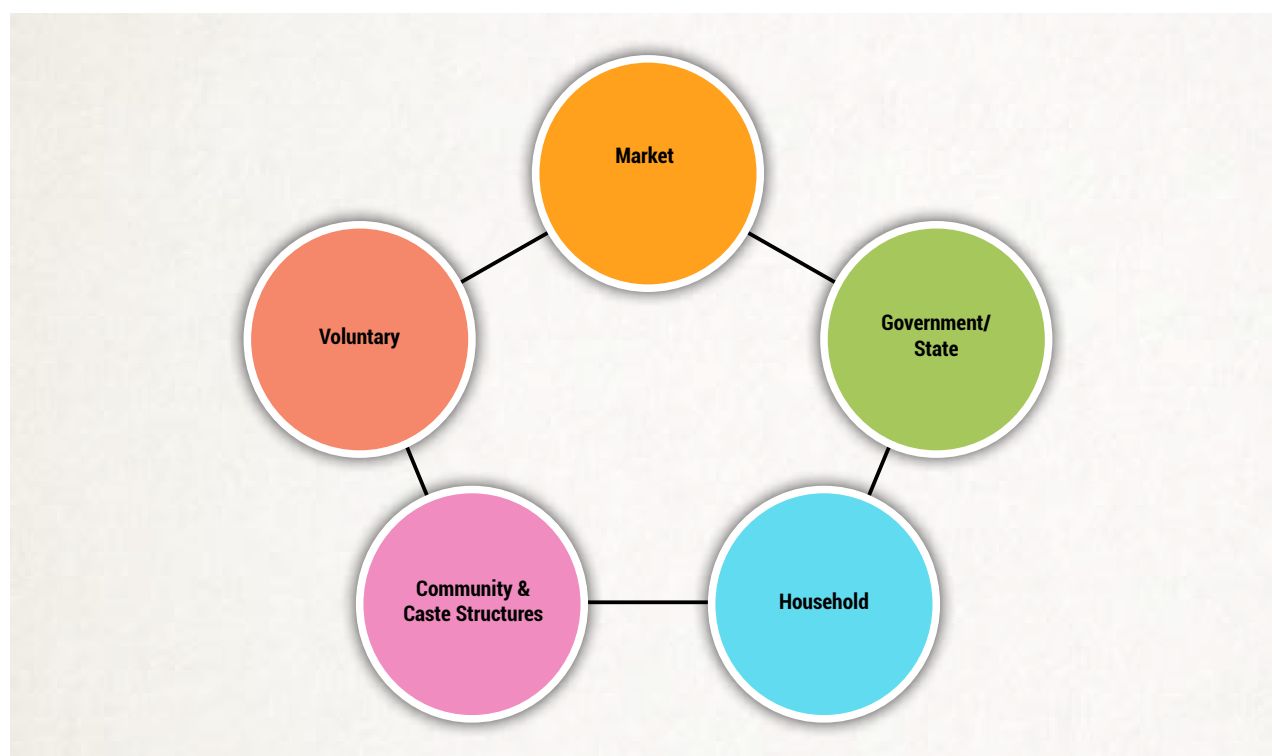 Market
Voluntary
Government/
State
Community &
Caste Structures
Household